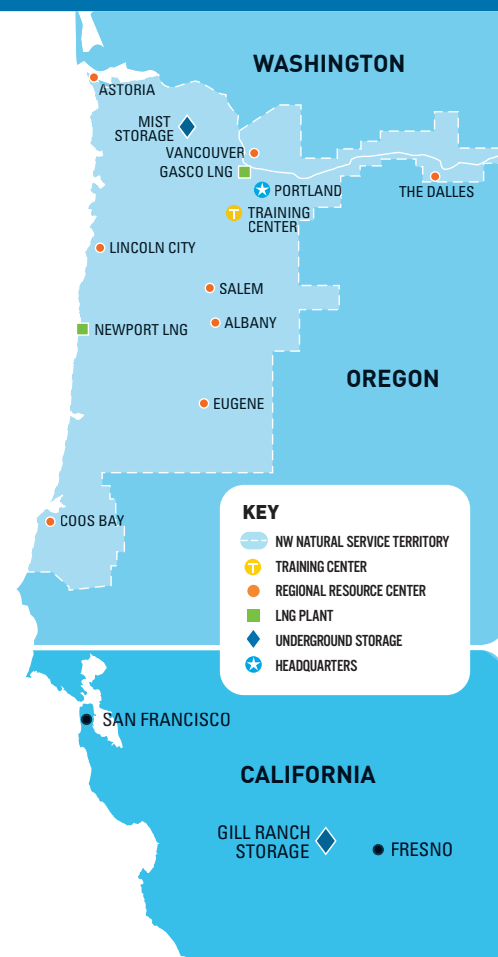 WASHINGTON
ASTORIA
MIST
STORAGE
VANCOUVER
GASCO LNG
PORTLAND
THE DALLES
T
TRAINING
CENTER
LINCOLN CITY
SALEM
ALBANY
NEWPORT LNG
OREGON
EUGENE
COOS BAY
KEY
NW NATURAL SERVICE TERRITORY
T TRAINING CENTER
REGIONAL RESOURCE CENTER
LNG PLANT
UNDERGROUND STORAGE
HEADQUARTERS
SAN FRANCISCO
CALIFORNIA
GILL RANCH
STORAGE
FRESNO